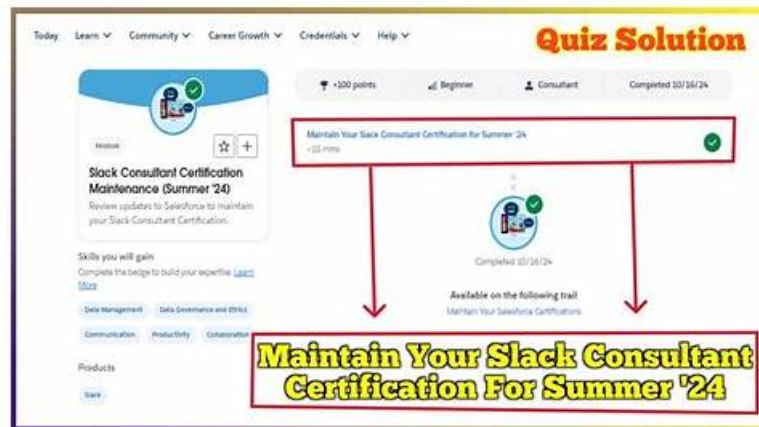 Today Learn Community Career Growth Credentials Help
Quiz Solution
+100 points Beginner Consultant Completed 10/16/24
Maintain Your Slack Consultant Certification for Summer '24
~10 mins
Module
Slack Consultant Certification
Maintenance (Summer '24)
Review updates to Salesforce to maintain
your Slack Consultant Certification.
Completed 10/16/24
Skills you will gain
Complete the badge to build your expertise. Learn
More
Available on the following trail
Maintain Your Salesforce Certifications
Data Management Data Governance and Ethics
Communication Productivity Collaboration
Maintain Your Slack Consultant
Certification For Summer '24
Products
Slack